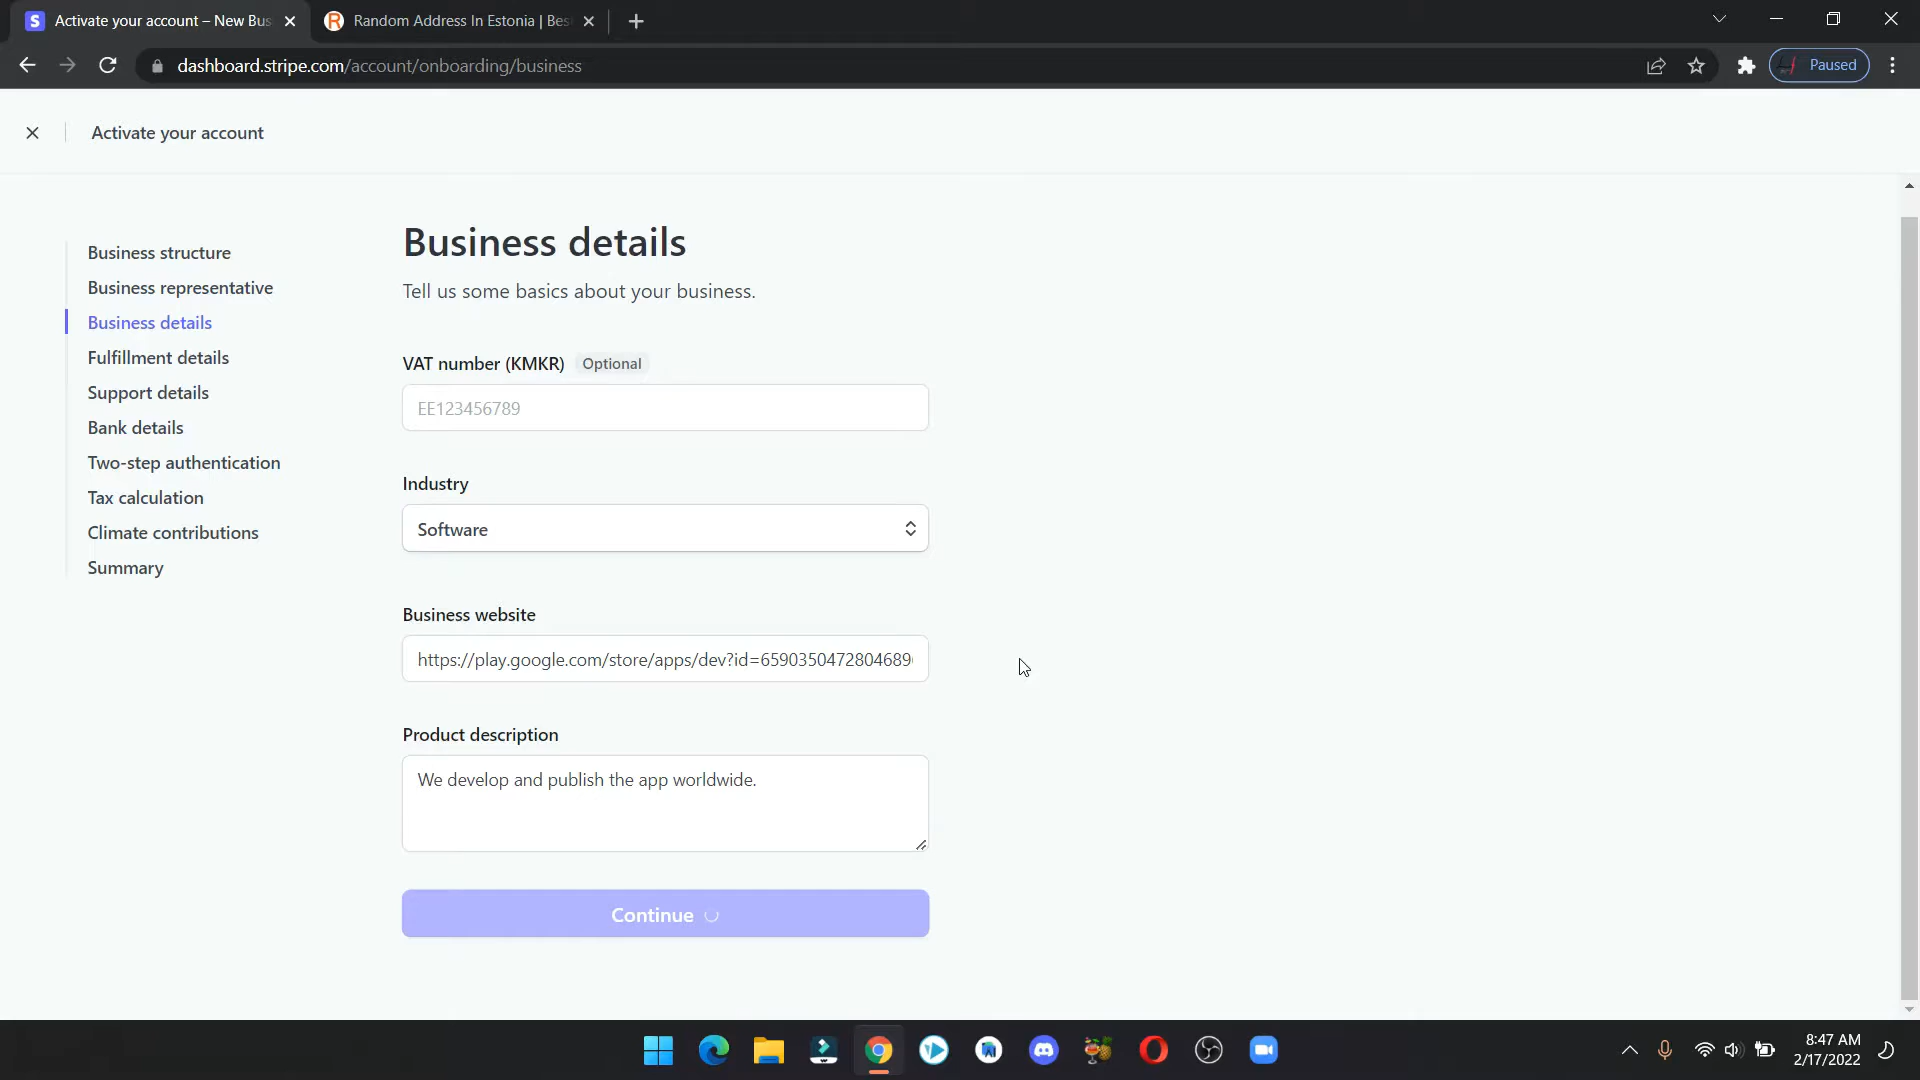 Activate your account – New Bus
Random Address In Estonia | Bes
dashboard.stripe.com/account/onboarding/business
Paused
Activate your account
Business structure
Business representative
Business details
Fulfillment details
Support details
Bank details
Two-step authentication
Tax calculation
Climate contributions
Summary
Business details
Tell us some basics about your business.
VAT number (KMKR) Optional
EE123456789
Industry
Software
Business website
https://play.google.com/store/apps/dev?id=6590350472804689
Product description
We develop and publish the app worldwide.
Continue
8:47 AM
2/17/2022